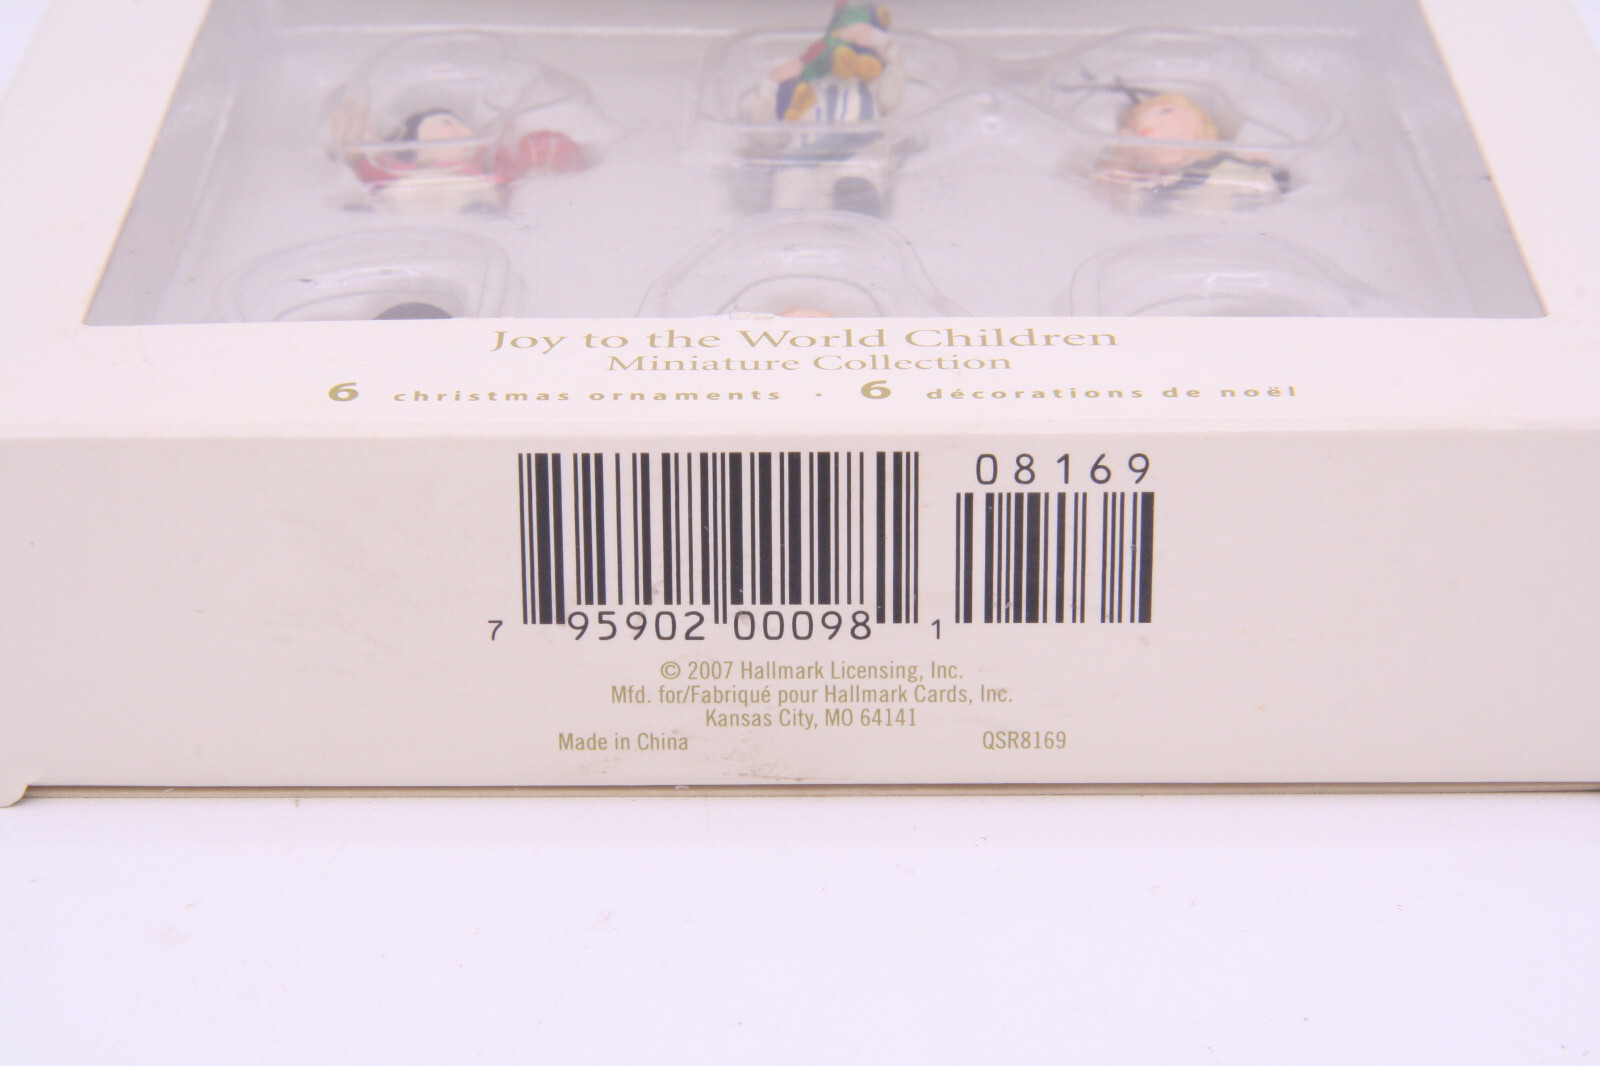 Joy to the World Children
Miniature Collection
6 christmas ornaments · 6 décorations de noël
08169
7 95902 00098 1
© 2007 Hallmark Licensing, Inc.
Mfd. for/Fabriqué pour Hallmark Cards, Inc.
Kansas City, MO 64141
Made in China QSR8169